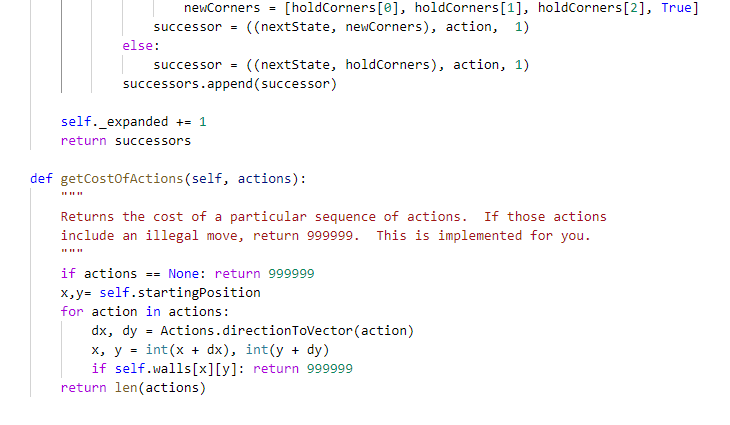 newCorners = [holdCorners[0], holdCorners[1], holdCorners[2], True]
successor = ((nextState, newCorners), action,  1)
else:
successor = ((nextState, holdCorners), action, 1)
successors.append(successor)
self._expanded += 1
return successors
def getCostOfActions(self, actions):
"""
Returns the cost of a particular sequence of actions.  If those actions
include an illegal move, return 999999.  This is implemented for you.
"""
if actions == None: return 999999
x,y= self.startingPosition
for action in actions:
dx, dy = Actions.directionToVector(action)
x, y = int(x + dx), int(y + dy)
if self.walls[x][y]: return 999999
return len(actions)